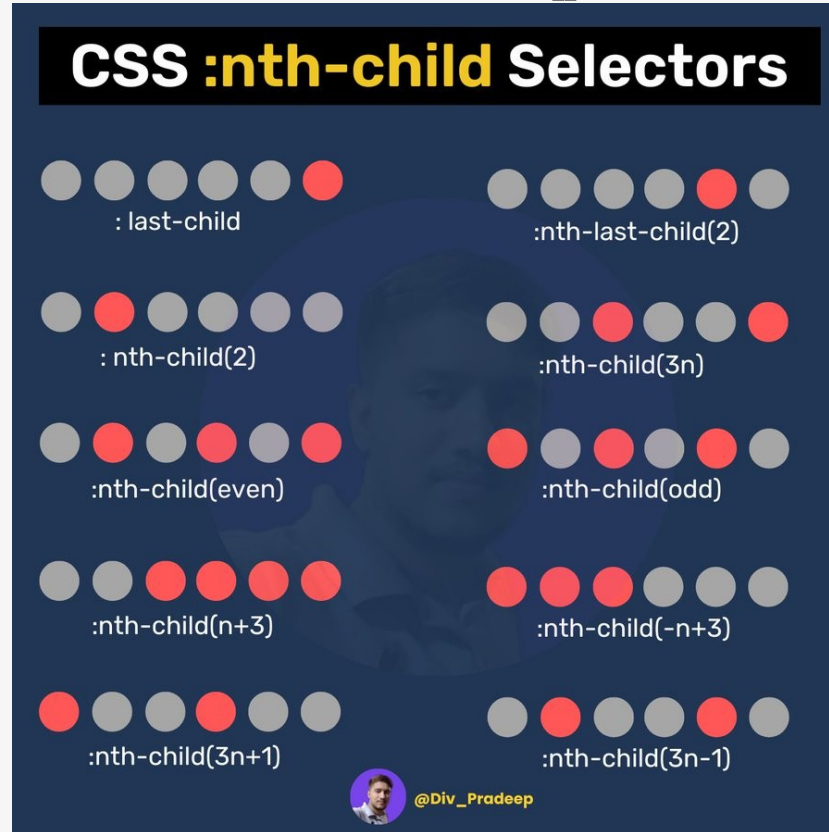 CSS :nth-child Selectors
: last-child
:nth-last-child(2)
: nth-child(2)
:nth-child(3n)
:nth-child(even)
:nth-child(odd)
:nth-child(n+3)
:nth-child(-n+3)
:nth-child(3n+1)
:nth-child(3n-1)
@Div_Pradeep